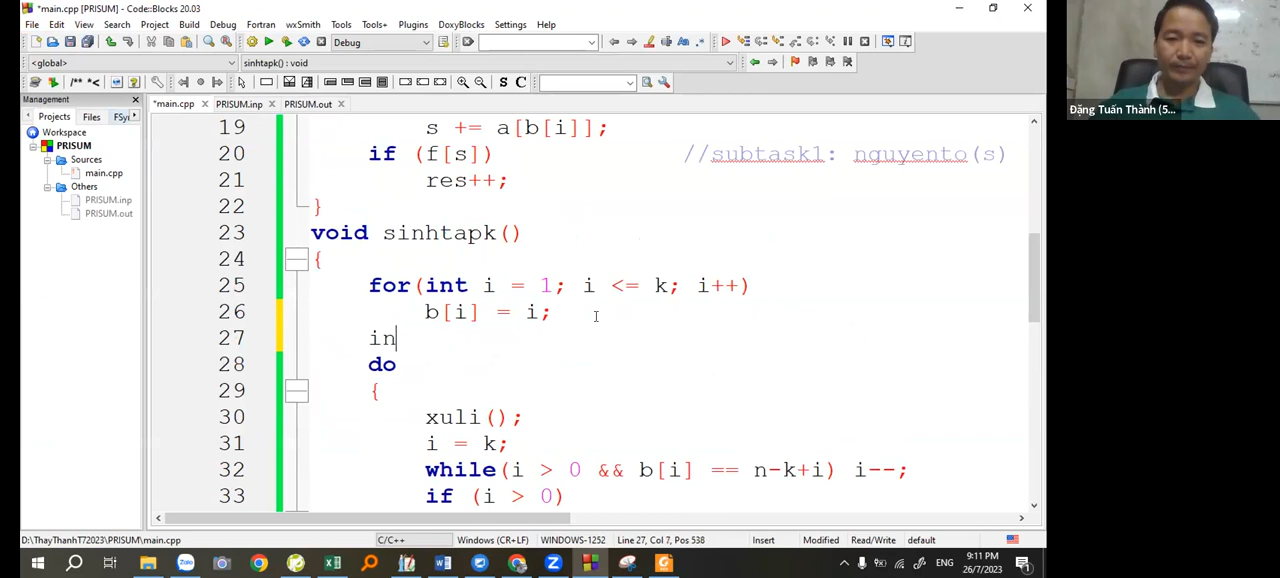 *main.cpp [PRISUM] - Code::Blocks 20.03
File Edit View Search Project Build Debug Fortran wxSmith Tools Tools+ Plugins DoxyBlocks Settings Help
Debug
<global> sinhtapk() : void
/** *< S C
Management
Projects Files FSy
Workspace
PRISUM
Sources
main.cpp
Others
PRISUM.inp
PRISUM.out
*main.cpp PRISUM.inp PRISUM.out
19 s += a[b[i]];
20 if (f[s]) //subtask1: nguyento(s)
21 res++;
22 }
23 void sinhtapk()
24 {
25 for(int i = 1; i <= k; i++)
26 b[i] = i;
27 in
28 do
29 {
30 xuli();
31 i = k;
32 while(i > 0 && b[i] == n-k+i) i--;
33 if (i > 0)
D:\ThayThanhT72023\PRISUM\main.cpp C/C++ Windows (CR+LF) WINDOWS-1252 Line 27, Col 7, Pos 538 Insert Modified Read/Write default
Zalo ENG 9:11 PM
26/7/2023
Đặng Tuấn Thành (5...